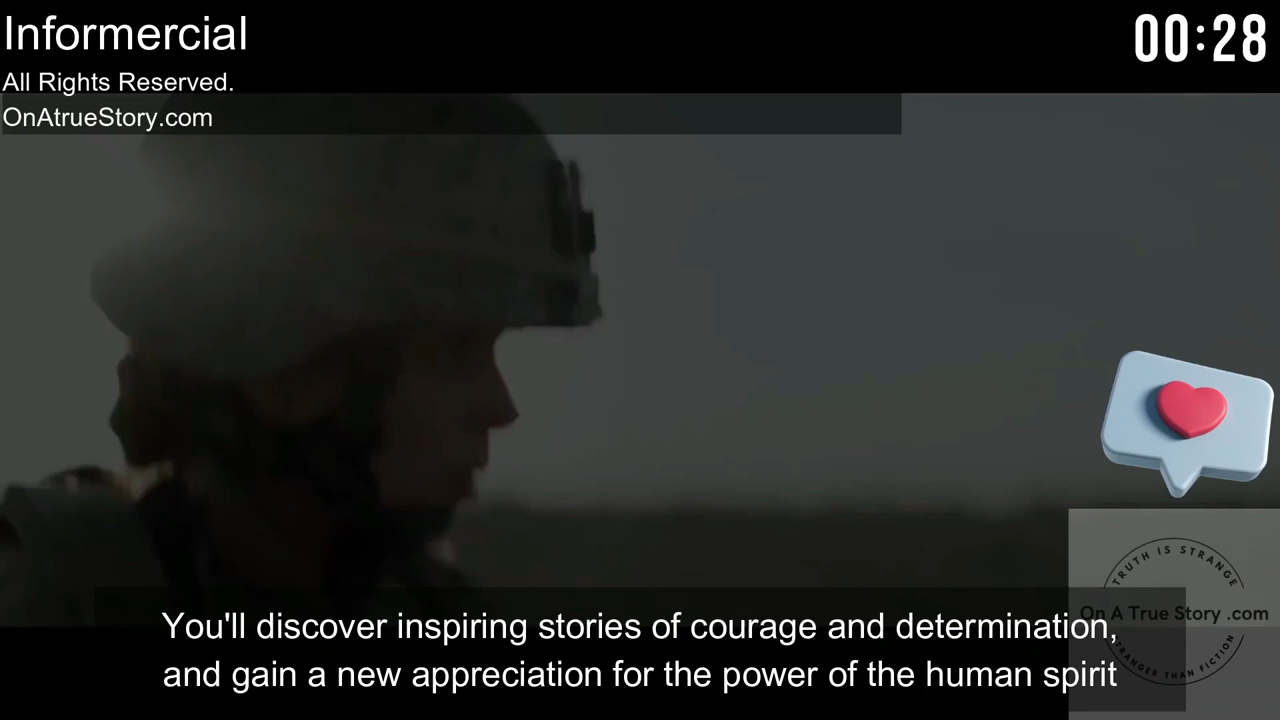 Informercial
00:28
All Rights Reserved.
OnAtrueStory.com
TRUTH IS STRANGE
On A True Story .com
STRANGER THAN FICTION
You'll discover inspiring stories of courage and determination,
and gain a new appreciation for the power of the human spirit